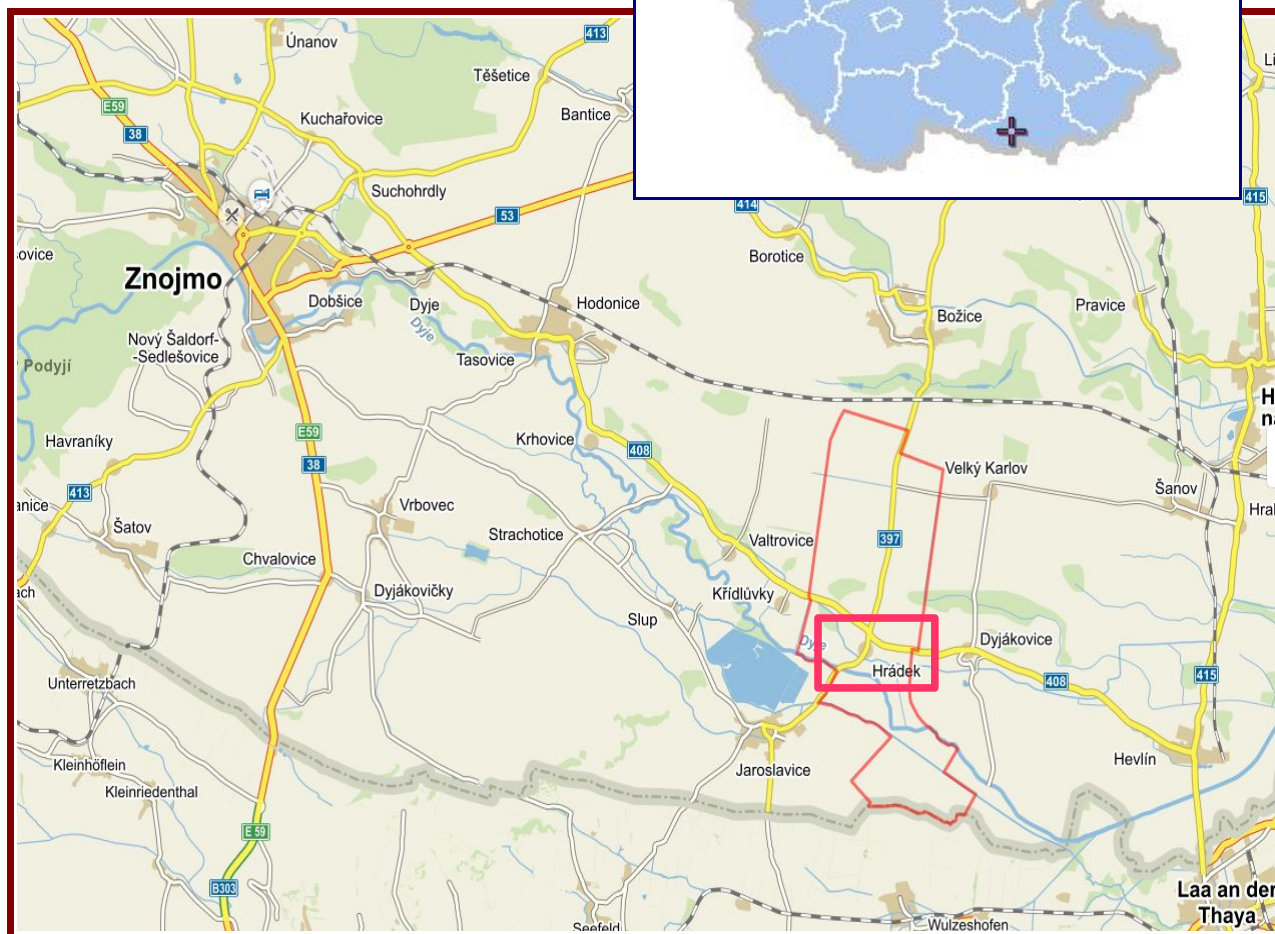 Únanov
413
Těšetice
E59
Kuchařovice
Bantice
38
Suchohrdly
53
414
415
ovice
Borotice
Znojmo
Dobšice
Dyje
Hodonice
Pravice
Božice
Dyje
Nový Šaldorf-
-Sedlešovice
Tasovice
Podyjí
E59
Krhovice
408
Havraníky
38
Velký Karlov
413
Šanov
anice
Vrbovec
Šatov
Strachotice
Valtrovice
397
Chvalovice
Dyjákovičky
Křídlůvky
Slup
Dyje
Dyjákovice
Hrádek
408
415
Unterretzbach
Hevlín
Kleinhöflein
Jaroslavice
Kleinriedenthal
E 59
B303
Laa an der
Thaya
Seefeld
Wulzeshofen